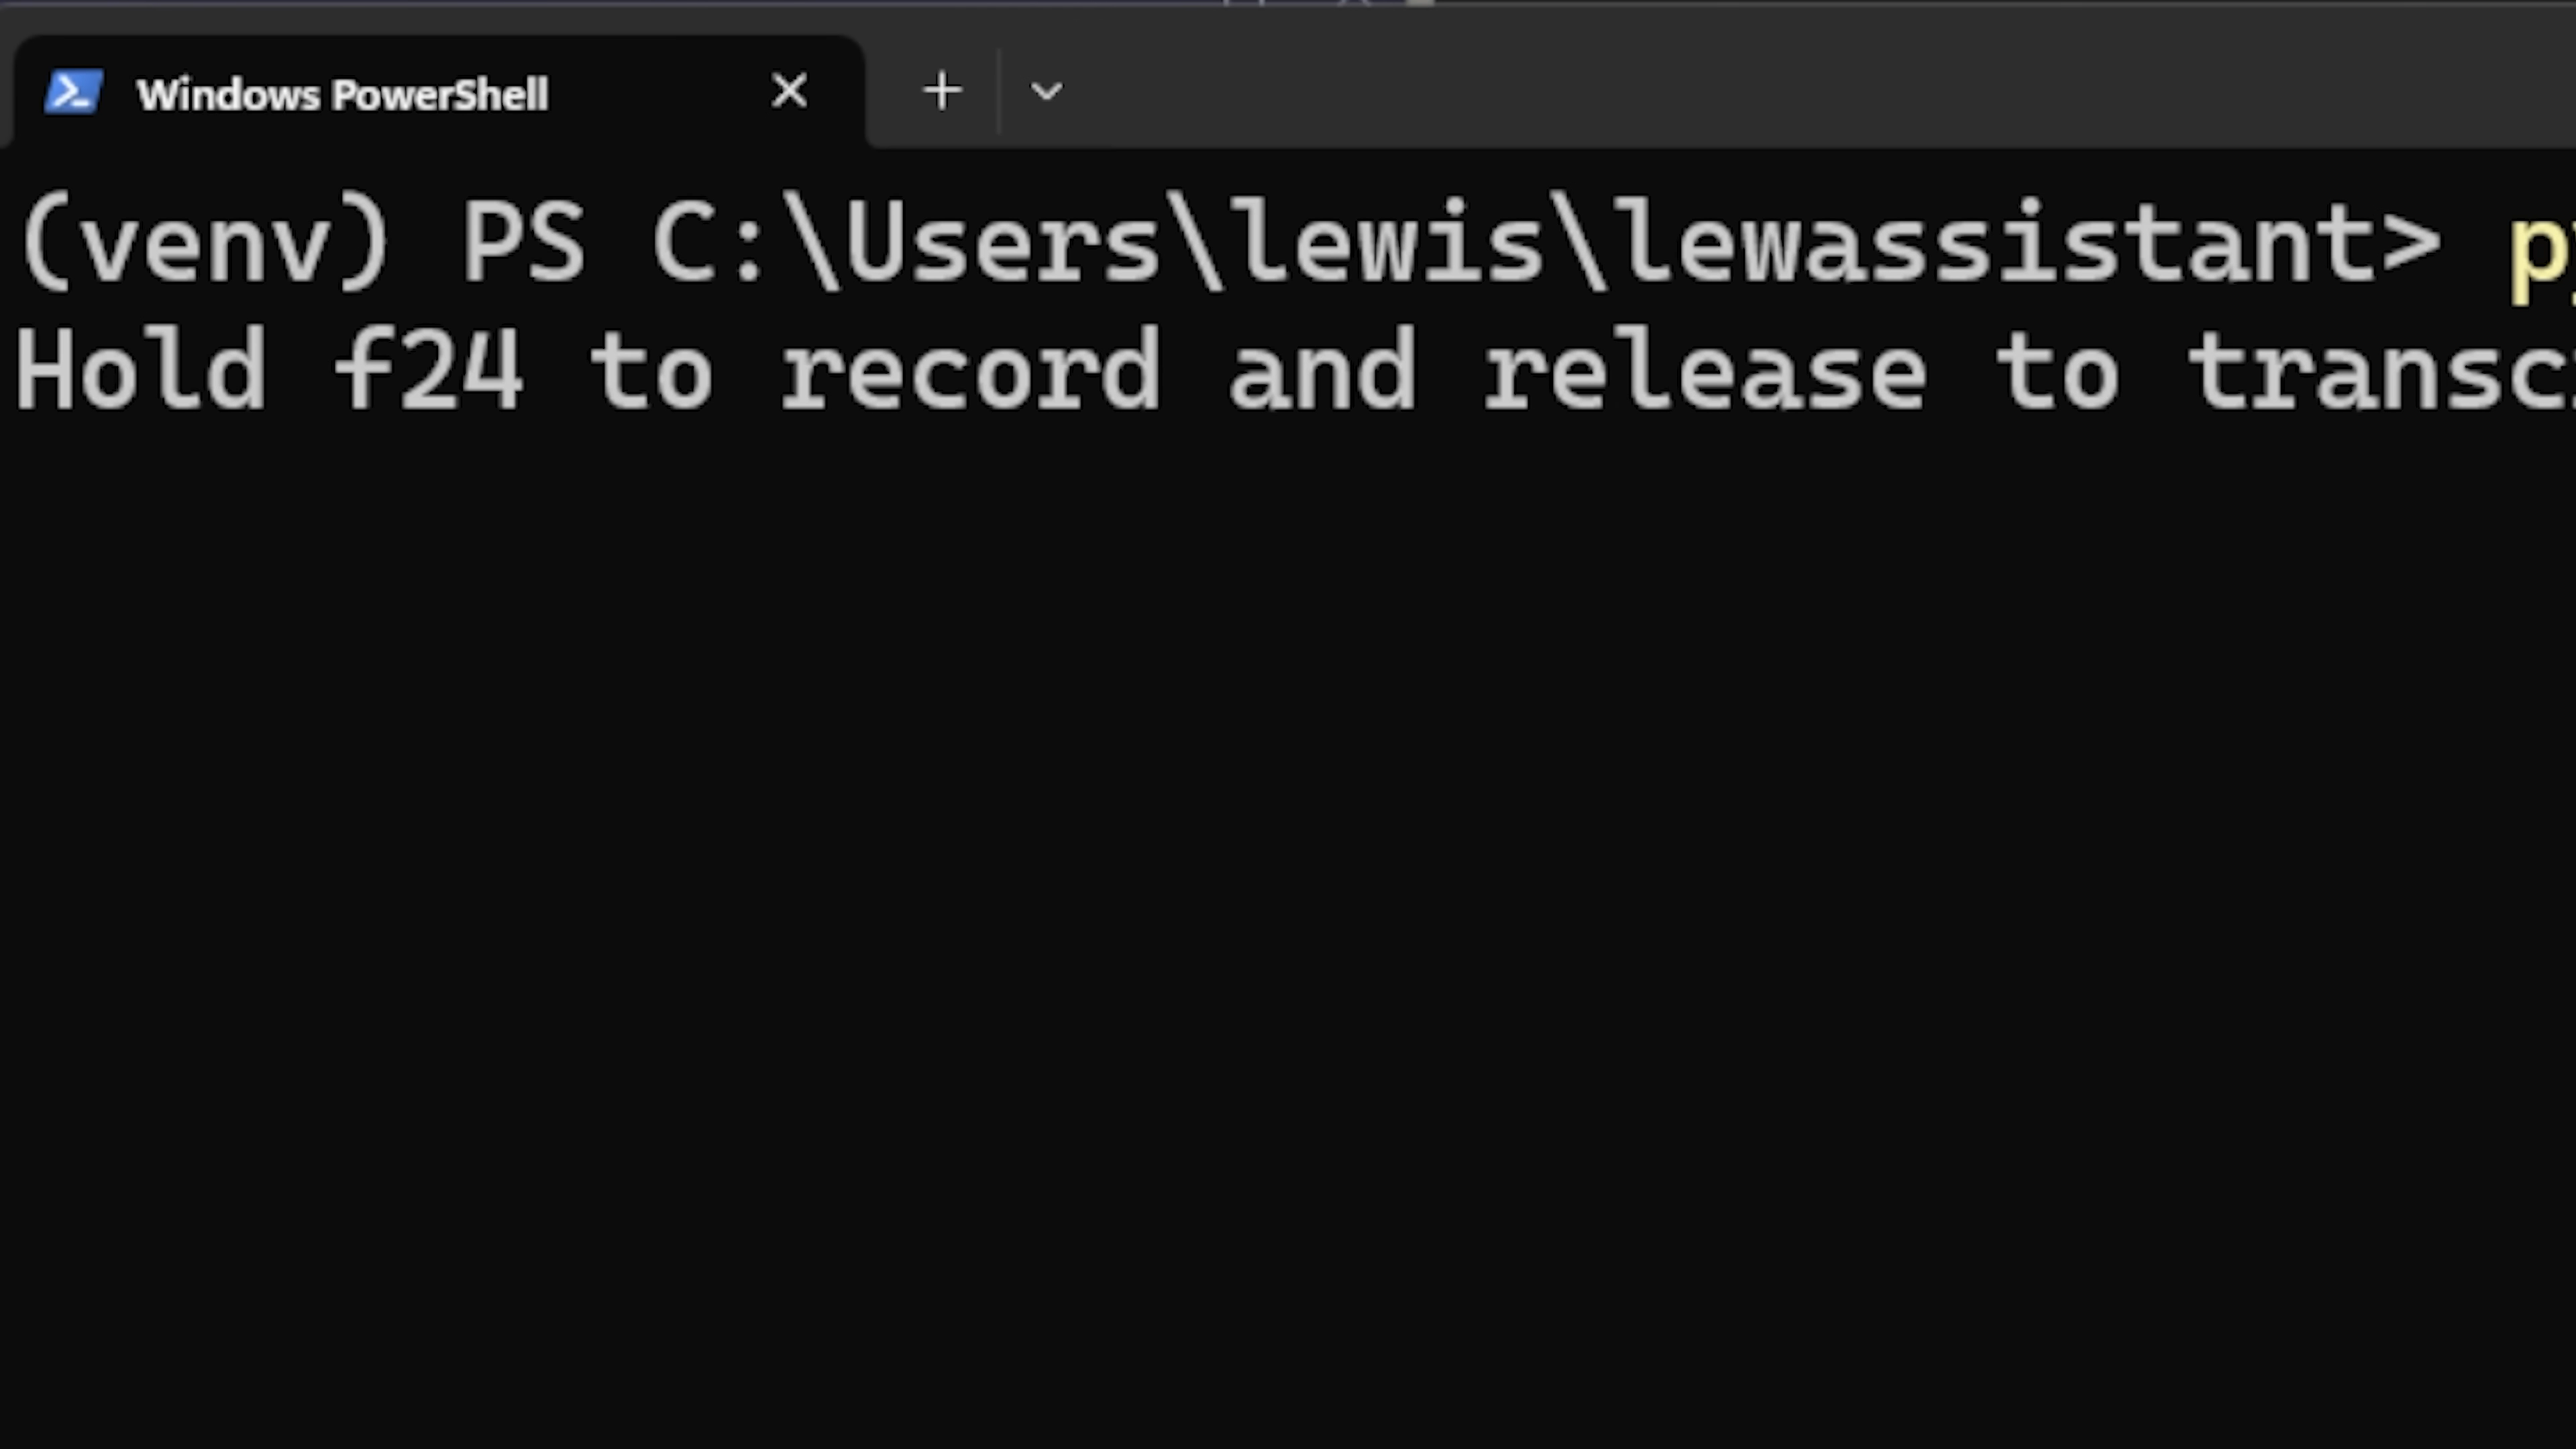 Windows PowerShell
(venv) PS C:\Users\lewis\lewassistant>
Hold f24 to record and release to